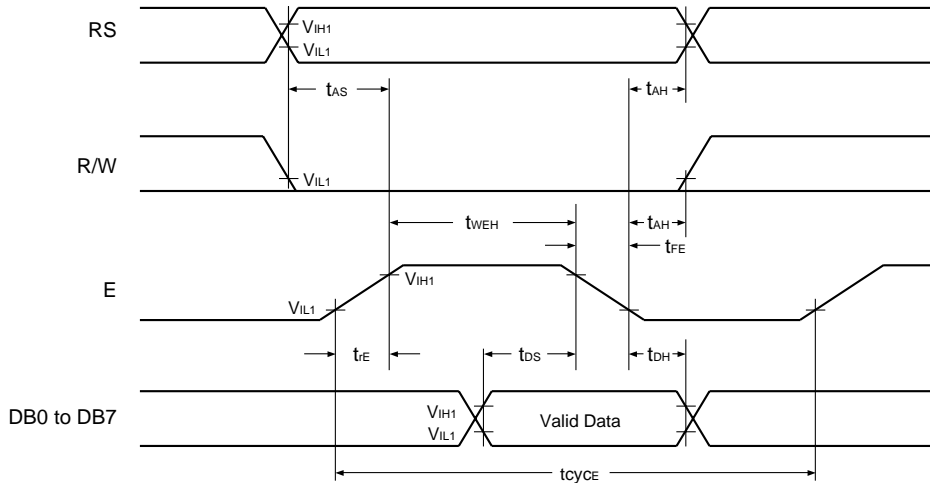 RS
VIH1
VIL1
tAS
tAH
R/W
VIL1
tWEH
tAH
tFE
E
VIH1
VIL1
trE
tDS
tDH
DB0 to DB7
VIH1
VIL1
Valid Data
tcycE